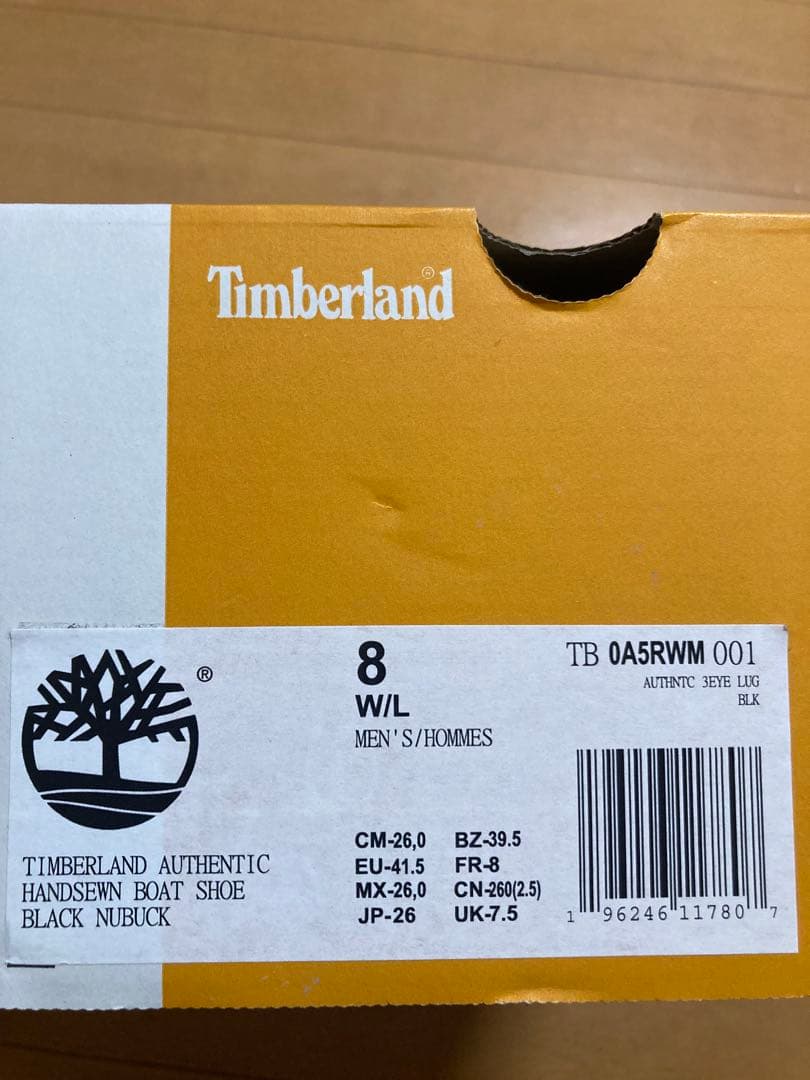 Timberland®
®
8
W/L
MEN'S/HOMMES
TB 0A5RWM 001
AUTHNTC 3EYE LUG
BLK
TIMBERLAND AUTHENTIC
HANDSEWN BOAT SHOE
BLACK NUBUCK
CM-26,0 BZ-39.5
EU-41.5 FR-8
MX-26,0 CN-260(2.5)
JP-26 UK-7.5
1 96246 11780 7